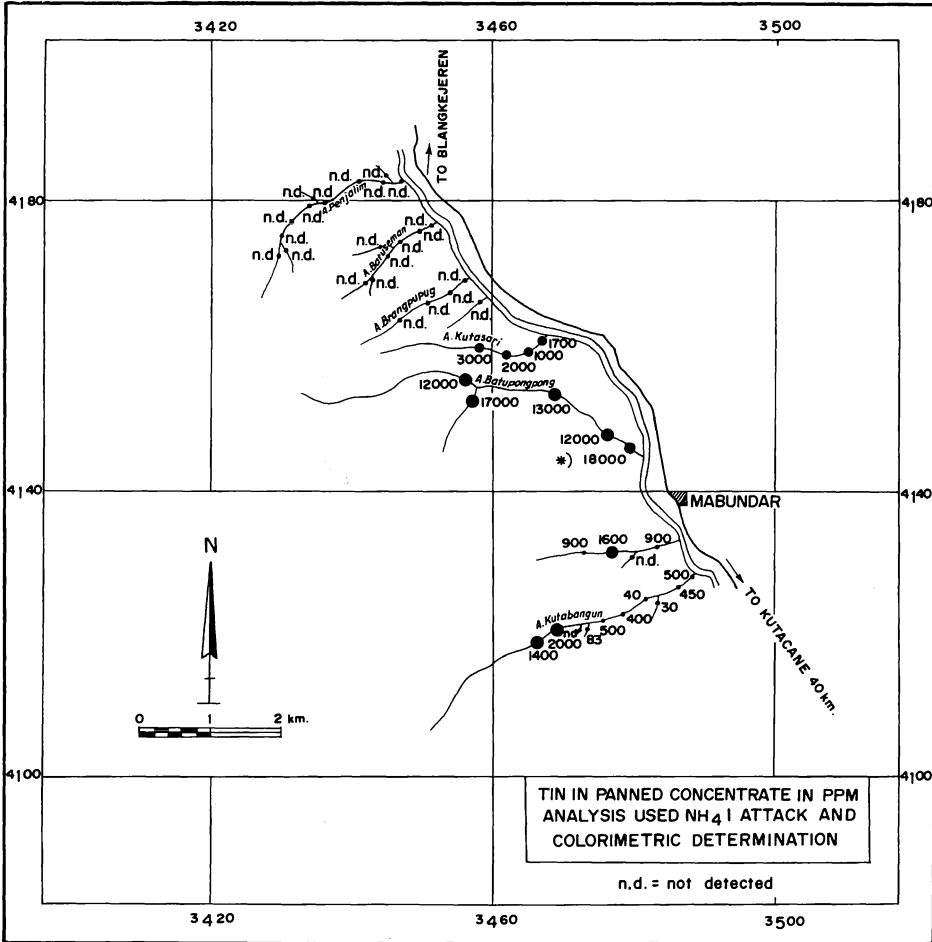 3420 3460 3500
TO BLANGKEJEREN
4180 4180
n.d. n.d. nd. n.d. n.d. n.d.
A.Penjalim
n.d. n.d.
n.d.
n.d n.d.
n.d. n.d.
n.d. n.d.
A.Batuseman
n.d.
n.d. n.d.
n.d. n.d.
A.Brangpupug
n.d. n.d.
n.d.
A.Kutasari
1700
3000 2000 1000
A.Batupongpong
12000
17000
13000
12000
*) 18000
4140 4140
MABUNDAR
900 1600 900
n.d.
500
450
40
30
A.Kutabangun
400
500
83
nd
2000
1400
TO KUTACANE 40 km.
N
0 1 2 km.
4100 4100
TIN IN PANNED CONCENTRATE IN PPM
ANALYSIS USED NH4I ATTACK AND
COLORIMETRIC DETERMINATION
n.d. = not detected
3420 3460 3500